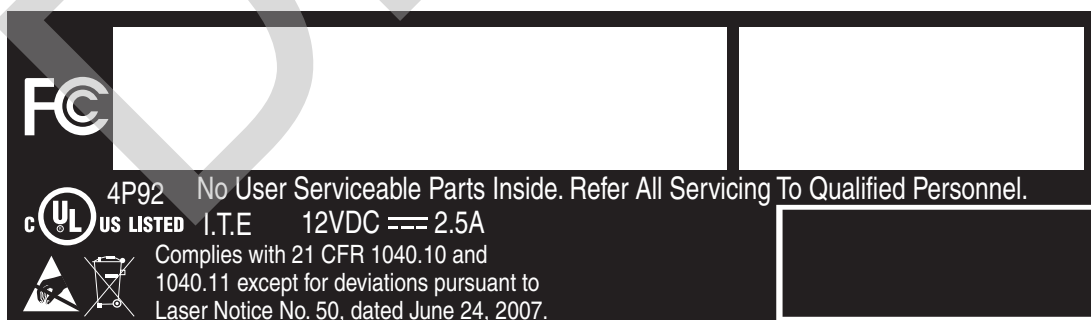 FC
4P92 No User Serviceable Parts Inside. Refer All Servicing To Qualified Personnel.
C UL ® US LISTED I.T.E 12VDC 2.5A
Complies with 21 CFR 1040.10 and
1040.11 except for deviations pursuant to
Laser Notice No. 50, dated June 24, 2007.